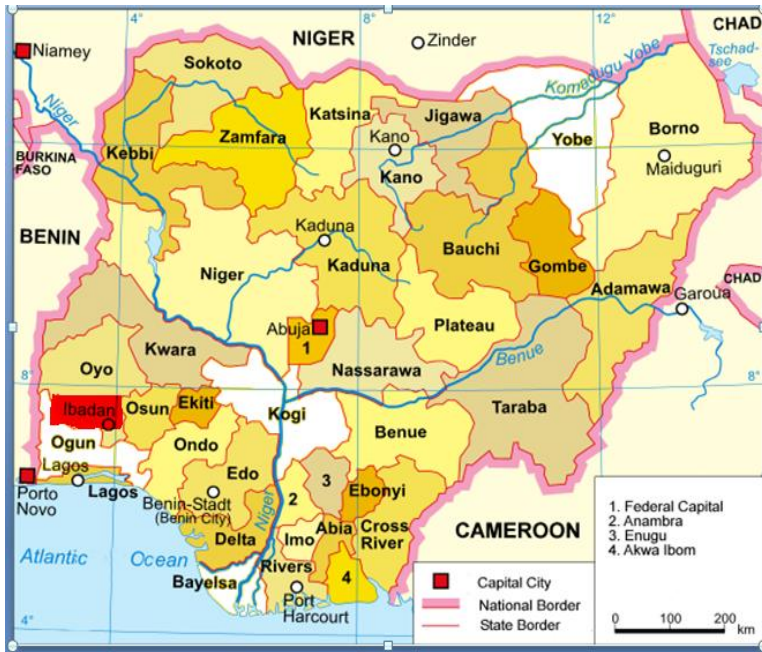 4°
8°
12°
CHAD
NIGER
Zinder
Niamey
Tschad-
see
Sokoto
Komadugu Yobe
Niger
Katsina
Jigawa
Zamfara
Kano
Yobe
Borno
Kebbi
Maiduguri
BURKINA
FASO
Kano
BENIN
Kaduna
Bauchi
Gombe
Niger
Kaduna
Adamawa
CHAD
Garoua
Abuja
Plateau
1
Kwara
Benue
Nassarawa
Oyo
8°
8°
Ibadan
Osun
Ekiti
Kogi
Taraba
Ogun
Ondo
Benue
Lagos
Edo
3
Porto
Novo
Lagos
Benin-Stadt
(Benin City)
2
Ebonyi
Niger
Abia
Cross
River
CAMEROON
Atlantic Ocean
Delta
Imo
Rivers
Bayelsa
4
Port
Harcourt
4°
8°
12°
1. Federal Capital
2. Anambra
3. Enugu
4. Akwa Ibom
Capital City
National Border
State Border
0 100 200
km